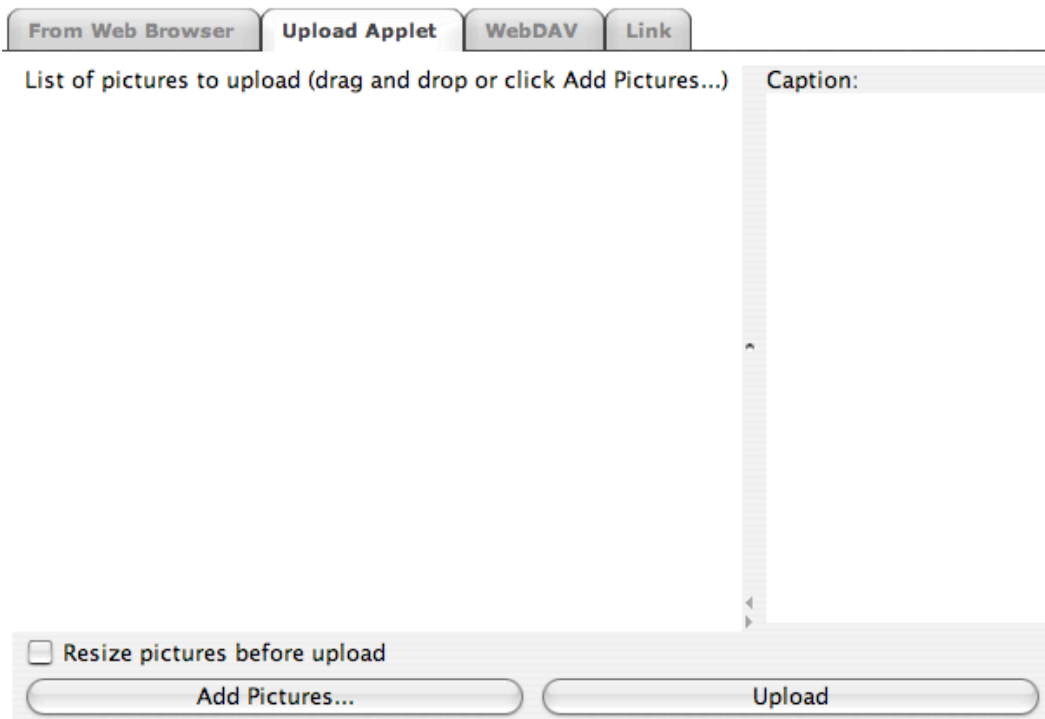 From Web Browser Upload Applet WebDAV Link
List of pictures to upload (drag and drop or click Add Pictures...) Caption:
Resize pictures before upload
Add Pictures... Upload